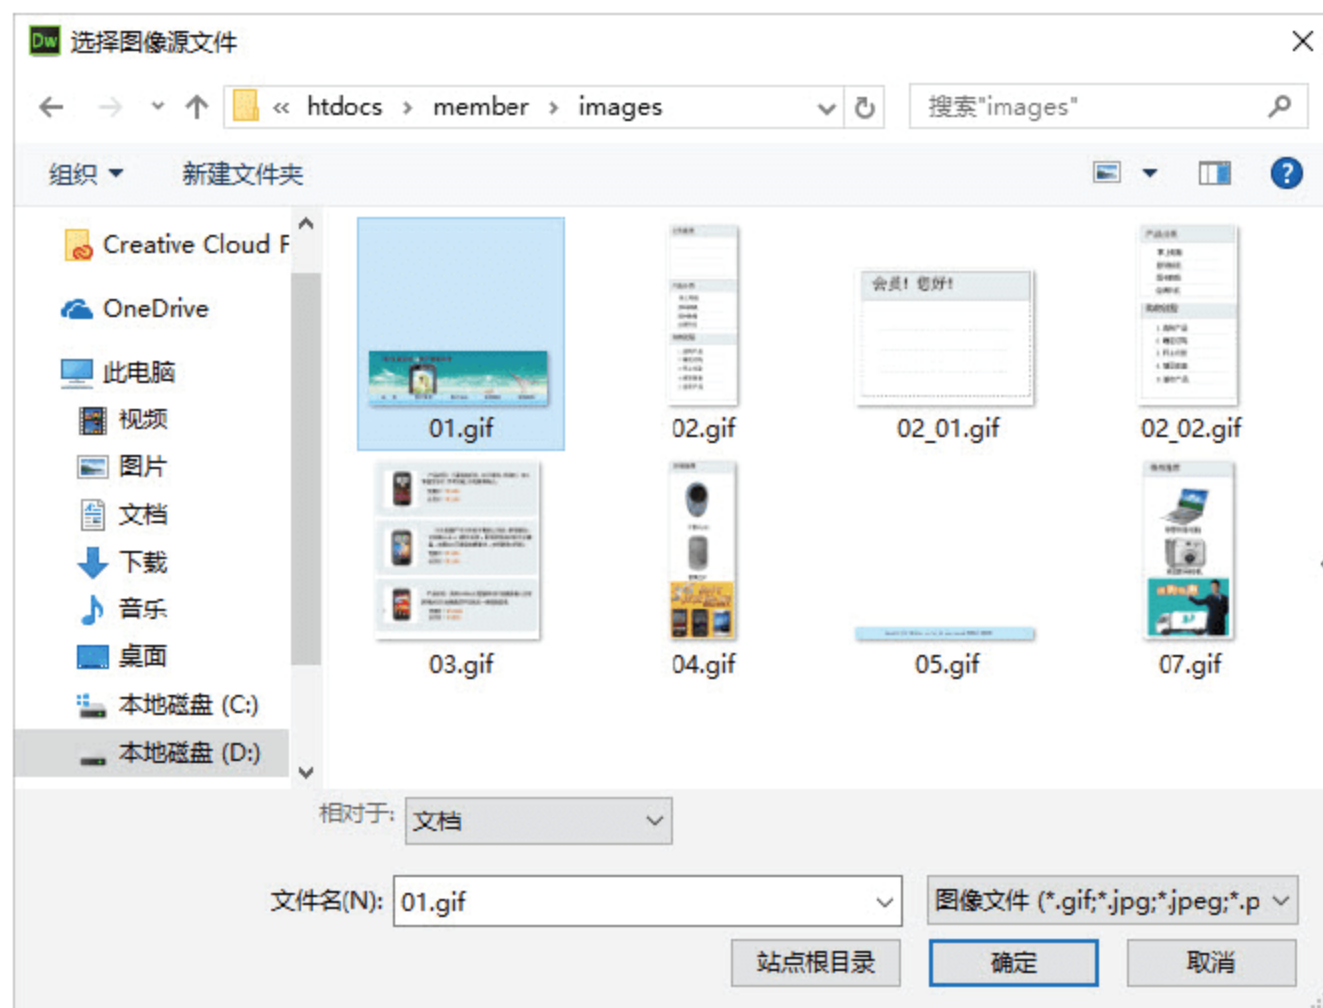 Dw 选择图像源文件
« htdocs › member › images
搜索"images"
组织 新建文件夹
?
Creative Cloud F
OneDrive
此电脑
视频
图片
文档
下载
音乐
桌面
本地磁盘 (C:)
本地磁盘 (D:)
会员！您好！
产品分类
01.gif 02.gif 02_01.gif 02_02.gif
03.gif 04.gif 05.gif 07.gif
相对于: 文档
文件名(N): 01.gif 图像文件 (*.gif;*.jpg;*.jpeg;*.p
站点根目录 确定 取消